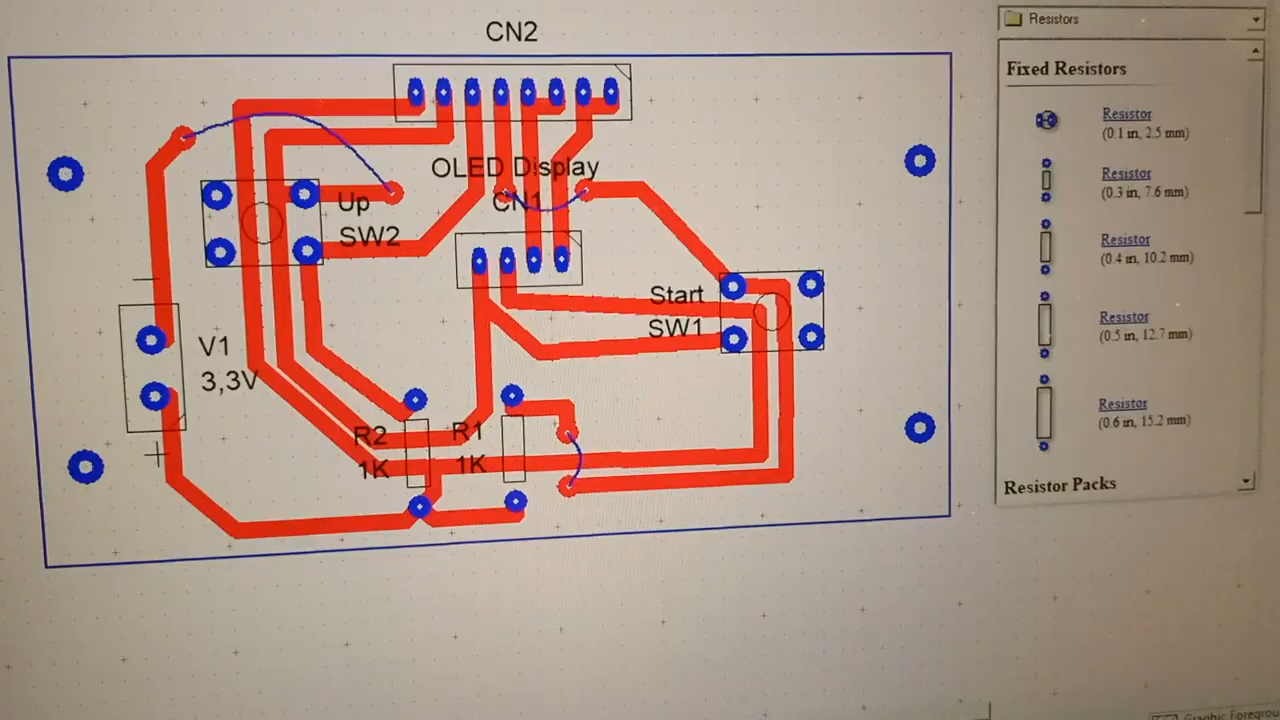 CN2
OLED Display
CN1
Up
SW2
Start
SW1
V1
3,3V
R2
1K
R1
1K
Resistors
Fixed Resistors
Resistor
(0.1 in, 2.5 mm)
Resistor
(0.3 in, 7.6 mm)
Resistor
(0.4 in, 10.2 mm)
Resistor
(0.5 in, 12.7 mm)
Resistor
(0.6 in, 15.2 mm)
Resistor Packs